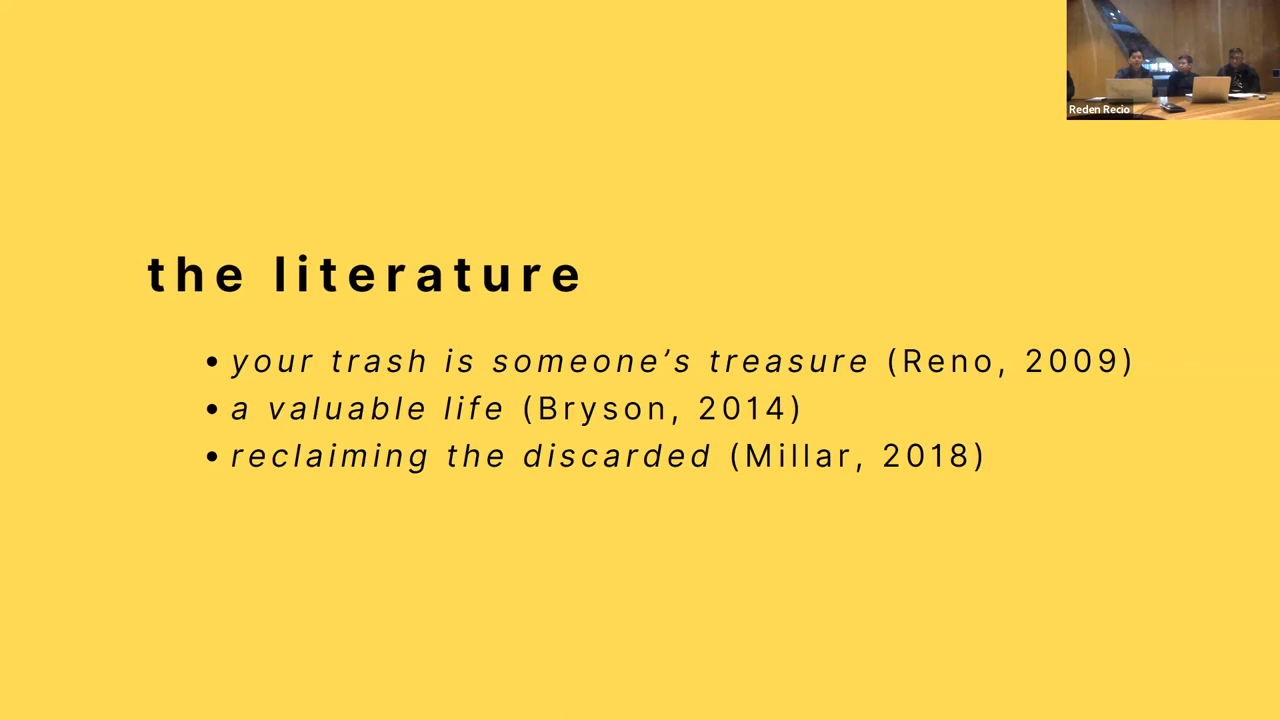 Reden Recio
the literature
• your trash is someone’s treasure (Reno, 2009)
• a valuable life (Bryson, 2014)
• reclaiming the discarded (Millar, 2018)